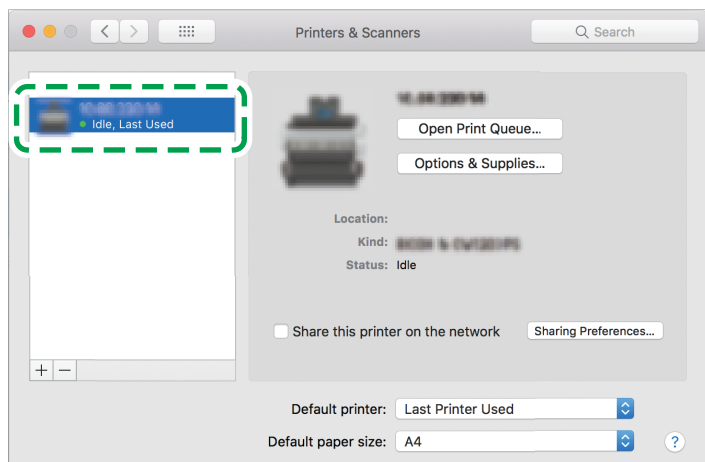 Printers & Scanners
Search
Idle, Last Used
Open Print Queue...
Options & Supplies...
Location:
Kind:
Status: Idle
Share this printer on the network
Sharing Preferences...
Default printer: Last Printer Used
Default paper size: A4
?